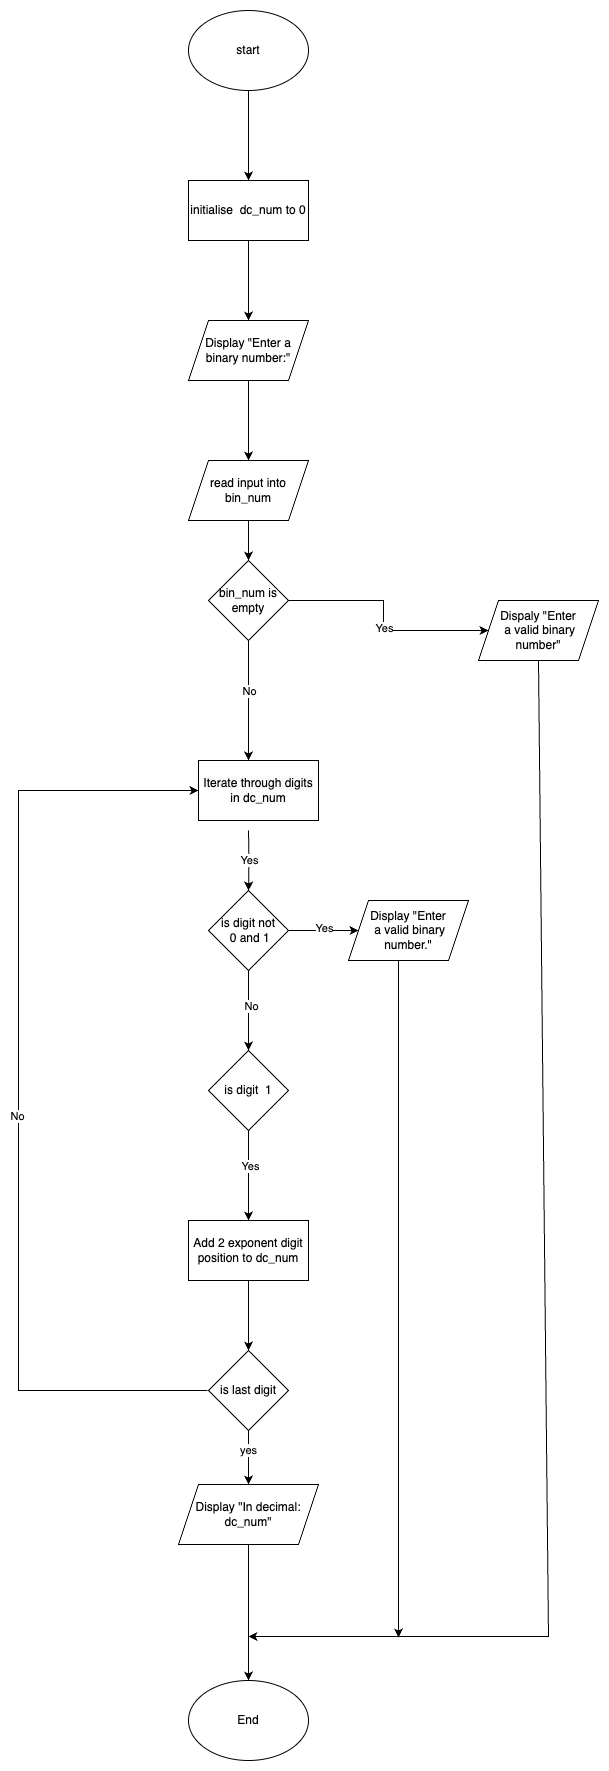 start
initialise dc_num to 0
Display "Enter a
binary number:"
read input into
bin_num
bin_num is
empty
Yes
Dispaly "Enter
a valid binary
number"
No
Iterate through digits
in dc_num
Yes
is digit not
0 and 1
Yes
Display "Enter
a valid binary
number."
No
is digit 1
No
Yes
Add 2 exponent digit
position to dc_num
is last digit
yes
Display "In decimal:
dc_num"
End